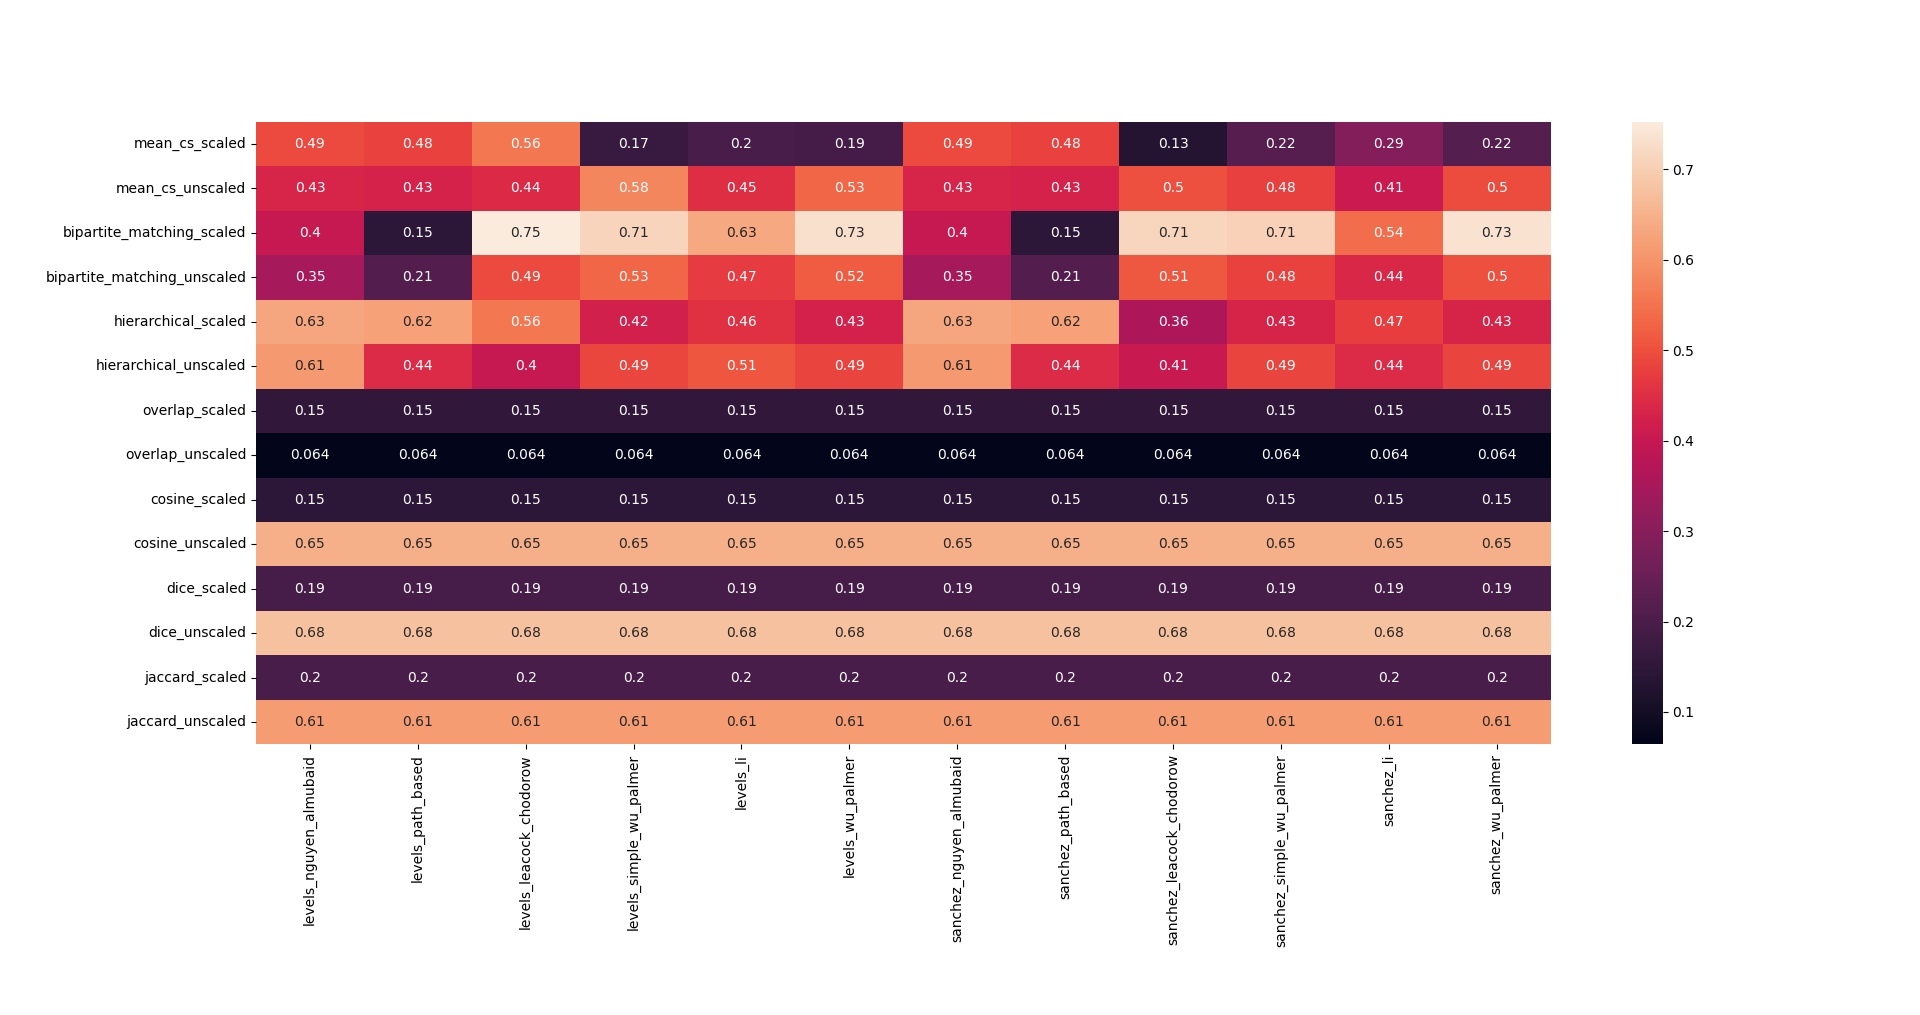 mean_cs_scaled 0.49 0.48 0.56 0.17 0.2 0.19 0.49 0.48 0.13 0.22 0.29 0.22
mean_cs_unscaled 0.43 0.43 0.44 0.58 0.45 0.53 0.43 0.43 0.5 0.48 0.41 0.5
bipartite_matching_scaled 0.4 0.15 0.75 0.71 0.63 0.73 0.4 0.15 0.71 0.71 0.54 0.73
bipartite_matching_unscaled 0.35 0.21 0.49 0.53 0.47 0.52 0.35 0.21 0.51 0.48 0.44 0.5
hierarchical_scaled 0.63 0.62 0.56 0.42 0.46 0.43 0.63 0.62 0.36 0.43 0.47 0.43
hierarchical_unscaled 0.61 0.44 0.4 0.49 0.51 0.49 0.61 0.44 0.41 0.49 0.44 0.49
overlap_scaled 0.15 0.15 0.15 0.15 0.15 0.15 0.15 0.15 0.15 0.15 0.15 0.15
overlap_unscaled 0.064 0.064 0.064 0.064 0.064 0.064 0.064 0.064 0.064 0.064 0.064 0.064
cosine_scaled 0.15 0.15 0.15 0.15 0.15 0.15 0.15 0.15 0.15 0.15 0.15 0.15
cosine_unscaled 0.65 0.65 0.65 0.65 0.65 0.65 0.65 0.65 0.65 0.65 0.65 0.65
dice_scaled 0.19 0.19 0.19 0.19 0.19 0.19 0.19 0.19 0.19 0.19 0.19 0.19
dice_unscaled 0.68 0.68 0.68 0.68 0.68 0.68 0.68 0.68 0.68 0.68 0.68 0.68
jaccard_scaled 0.2 0.2 0.2 0.2 0.2 0.2 0.2 0.2 0.2 0.2 0.2 0.2
jaccard_unscaled 0.61 0.61 0.61 0.61 0.61 0.61 0.61 0.61 0.61 0.61 0.61 0.61
levels_nguyen_almubaid
levels_path_based
levels_leacock_chodorow
levels_simple_wu_palmer
levels_li
levels_wu_palmer
sanchez_nguyen_almubaid
sanchez_path_based
sanchez_leacock_chodorow
sanchez_simple_wu_palmer
sanchez_li
sanchez_wu_palmer
0.7
0.6
0.5
0.4
0.3
0.2
0.1